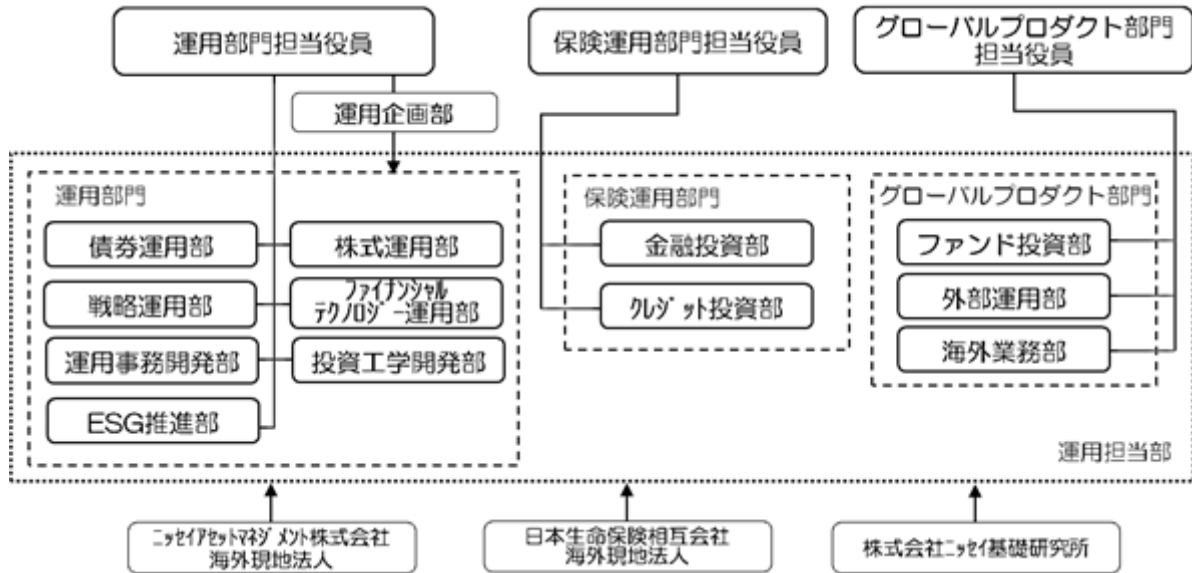 運用部門担当役員
保険運用部門担当役員
グローバルプロダクト部門
担当役員
運用企画部
運用部門
債券運用部
株式運用部
戦略運用部
ファイナンシャル
テクノロジー運用部
運用事務開発部
投資工学開発部
ESG推進部
保険運用部門
金融投資部
クレジット投資部
グローバルプロダクト部門
ファンド投資部
外部運用部
海外業務部
運用担当部
ニッセイアセットマネジメント株式会社
海外現地法人
日本生命保険相互会社
海外現地法人
株式会社ニッセイ基礎研究所